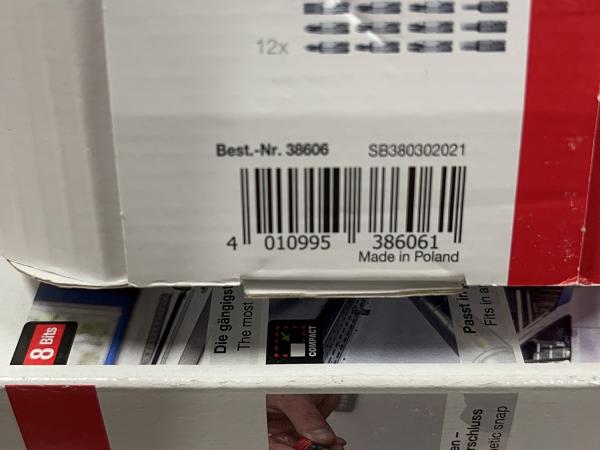 12x
Best.-Nr. 38606 SB380302021
4 010995 386061
Made in Poland
8 Bits
Die gängigst
The most
COMPACT
Passt in
Fits in a
en –
rschluss
etic snap